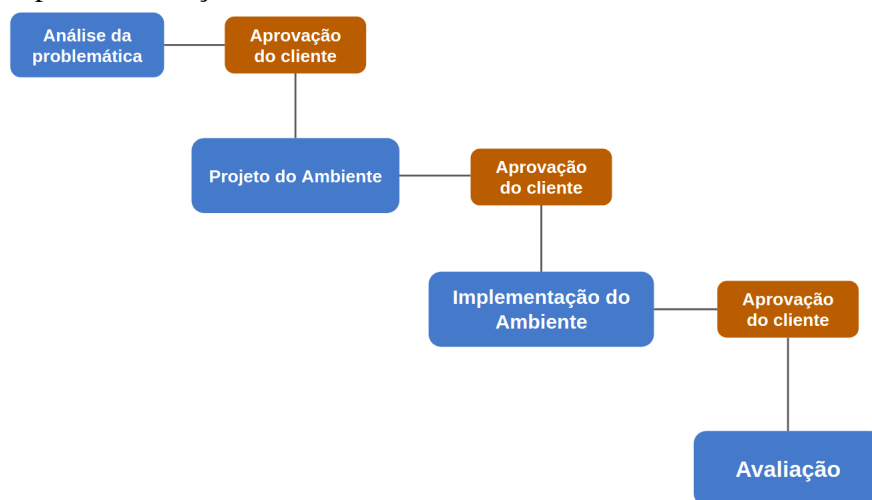 Análise da
problemática
Aprovação
do cliente
Projeto do Ambiente
Aprovação
do cliente
Implementação do
Ambiente
Aprovação
do cliente
Avaliação